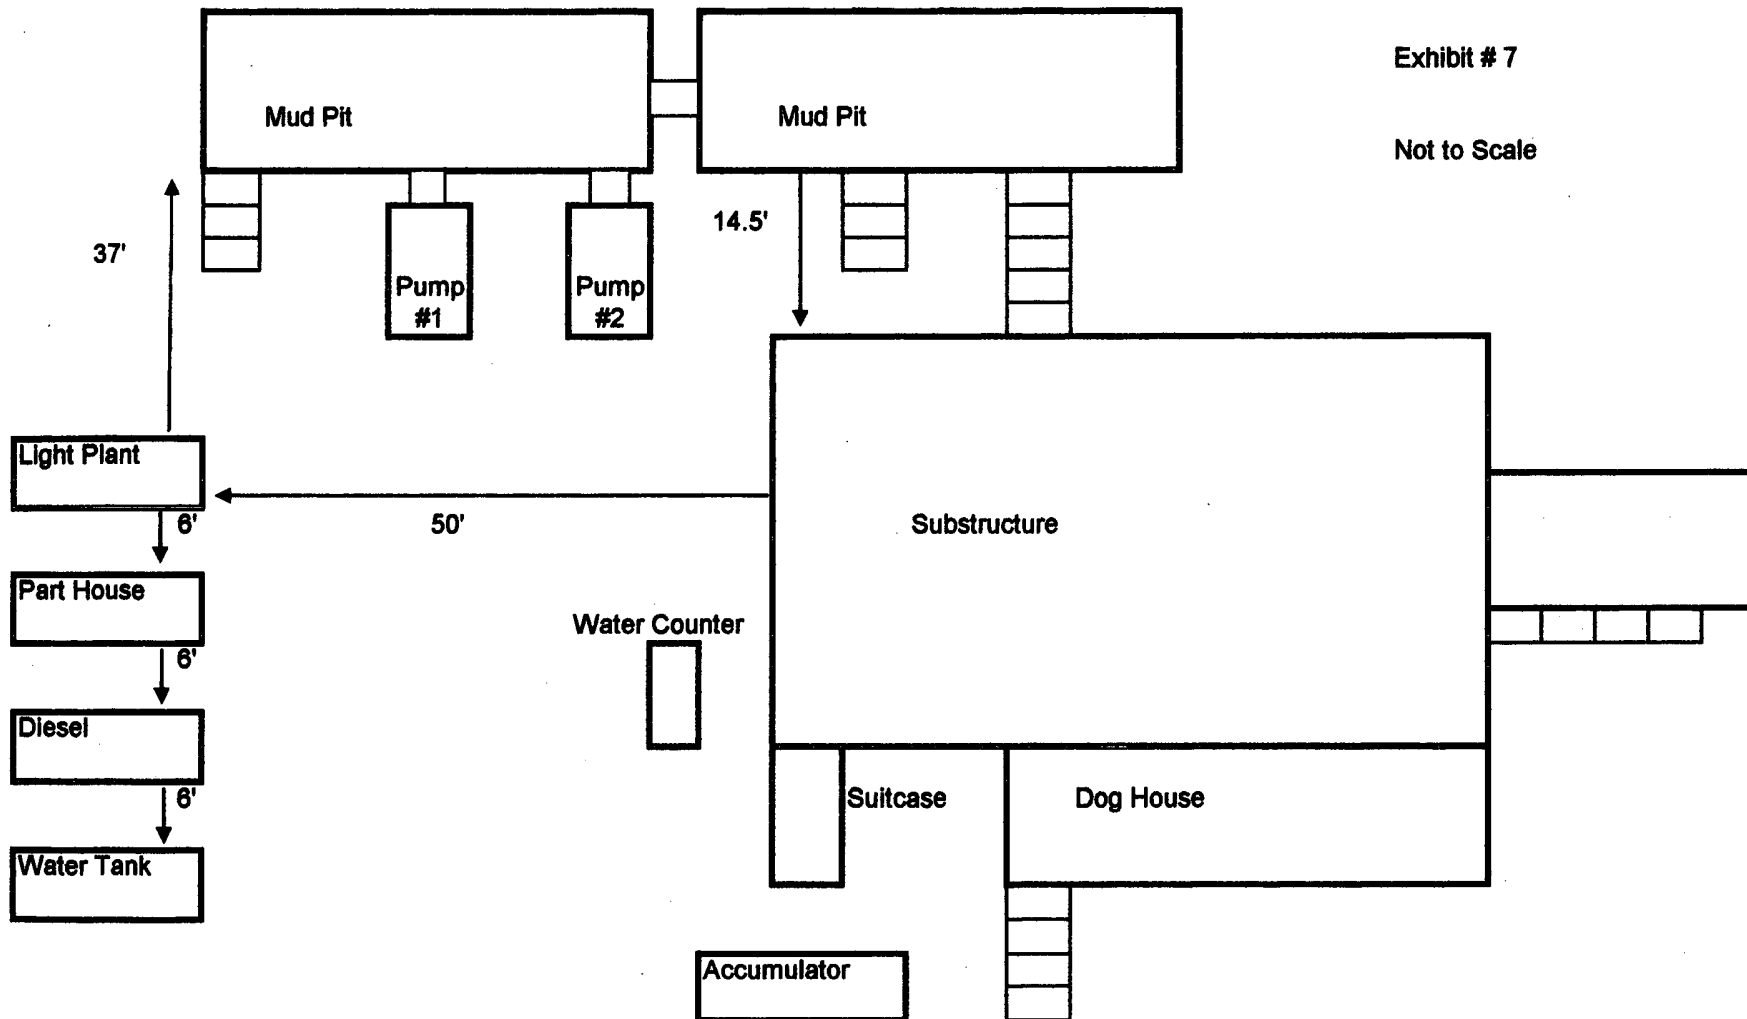 Exhibit # 7
Mud Pit
Mud Pit
Not to Scale
14.5'
37'
Pump
#1
Pump
#2
Light Plant
6'
50'
Substructure
Part House
Water Counter
6'
Diesel
6'
Suitcase
Dog House
Water Tank
Accumulator